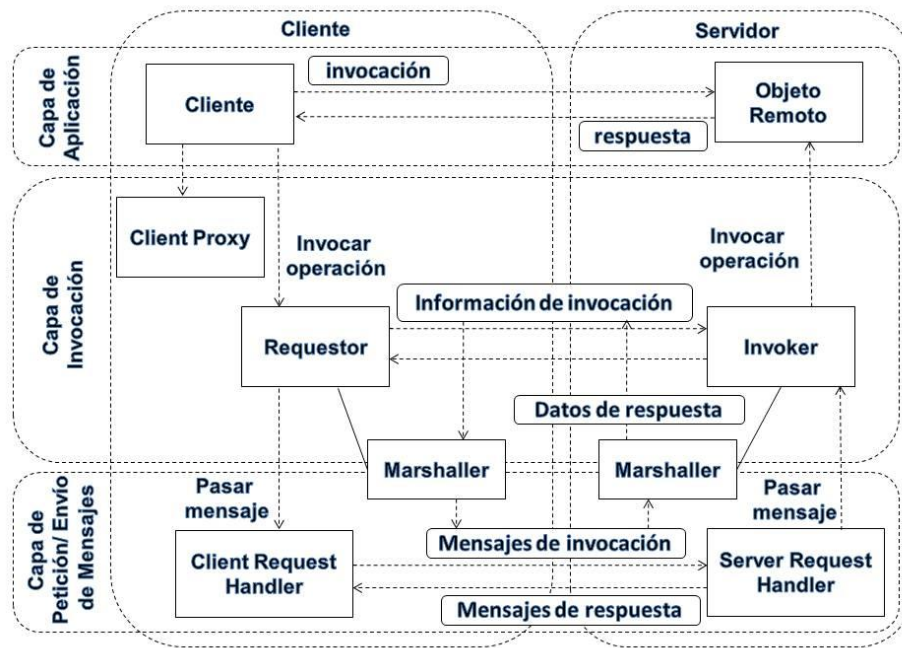 Cliente
Servidor
Capa de
Aplicación
Cliente
invocación
respuesta
Objeto
Remoto
Capa de
Invocación
Client Proxy
Invocar
operación
Invocar
operación
Información de invocación
Requestor
Invoker
Datos de respuesta
Marshaller
Marshaller
Capa de
Petición/ Envío
de Mensajes
Pasar
mensaje
Pasar
mensaje
Client Request
Handler
Mensajes de invocación
Server Request
Handler
Mensajes de respuesta